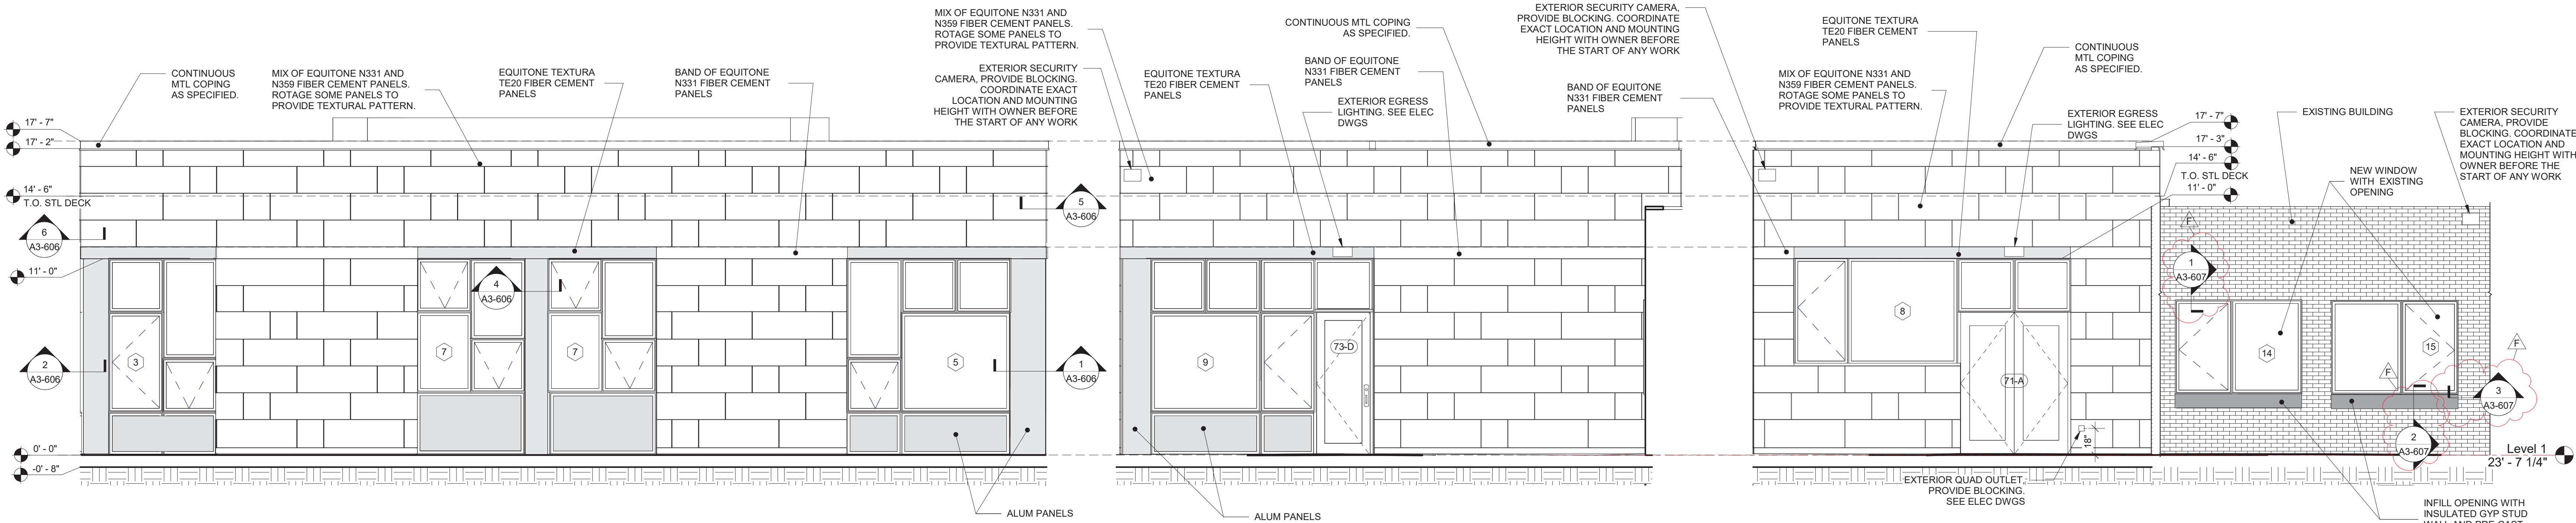 CONTINUOUS
MTL COPING
AS SPECIFIED.
MIX OF EQUITONE N331 AND
N359 FIBER CEMENT PANELS.
ROTAGE SOME PANELS TO
PROVIDE TEXTURAL PATTERN.
EQUITONE TEXTURA
TE20 FIBER CEMENT
PANELS
BAND OF EQUITONE
N331 FIBER CEMENT
PANELS
MIX OF EQUITONE N331 AND
N359 FIBER CEMENT PANELS.
ROTAGE SOME PANELS TO
PROVIDE TEXTURAL PATTERN.
EXTERIOR SECURITY
CAMERA, PROVIDE BLOCKING.
COORDINATE EXACT
LOCATION AND MOUNTING
HEIGHT WITH OWNER BEFORE
THE START OF ANY WORK
EQUITONE TEXTURA
TE20 FIBER CEMENT
PANELS
CONTINUOUS MTL COPING
AS SPECIFIED.
BAND OF EQUITONE
N331 FIBER CEMENT
PANELS
EXTERIOR EGRESS
LIGHTING. SEE ELEC
DWGS
EXTERIOR SECURITY CAMERA,
PROVIDE BLOCKING. COORDINATE
EXACT LOCATION AND MOUNTING
HEIGHT WITH OWNER BEFORE
THE START OF ANY WORK
BAND OF EQUITONE
N331 FIBER CEMENT
PANELS
EQUITONE TEXTURA
TE20 FIBER CEMENT
PANELS
MIX OF EQUITONE N331 AND
N359 FIBER CEMENT PANELS.
ROTAGE SOME PANELS TO
PROVIDE TEXTURAL PATTERN.
CONTINUOUS
MTL COPING
AS SPECIFIED.
EXTERIOR EGRESS
LIGHTING. SEE ELEC
DWGS
EXISTING BUILDING
EXTERIOR SECURITY
CAMERA, PROVIDE
BLOCKING. COORDINATE
EXACT LOCATION AND
MOUNTING HEIGHT WITH
OWNER BEFORE THE
START OF ANY WORK
NEW WINDOW
WITH EXISTING
OPENING
17' - 7"
17' - 2"
14' - 6"
T.O. STL DECK
11' - 0"
0' - 0"
-0' - 8"
6
A3-606
2
A3-606
4
A3-606
5
A3-606
1
A3-606
3
7
7
5
9
73-D
8
71-A
18"
17' - 7"
17' - 3"
14' - 6"
T.O. STL DECK
11' - 0"
F
1
A3-607
14
15
F
F
3
A3-607
2
A3-607
Level 1
23' - 7 1/4"
ALUM PANELS
ALUM PANELS
EXTERIOR QUAD OUTLET,
PROVIDE BLOCKING.
SEE ELEC DWGS
INFILL OPENING WITH
INSULATED GYP STUD
WALL AND PRE-CAST